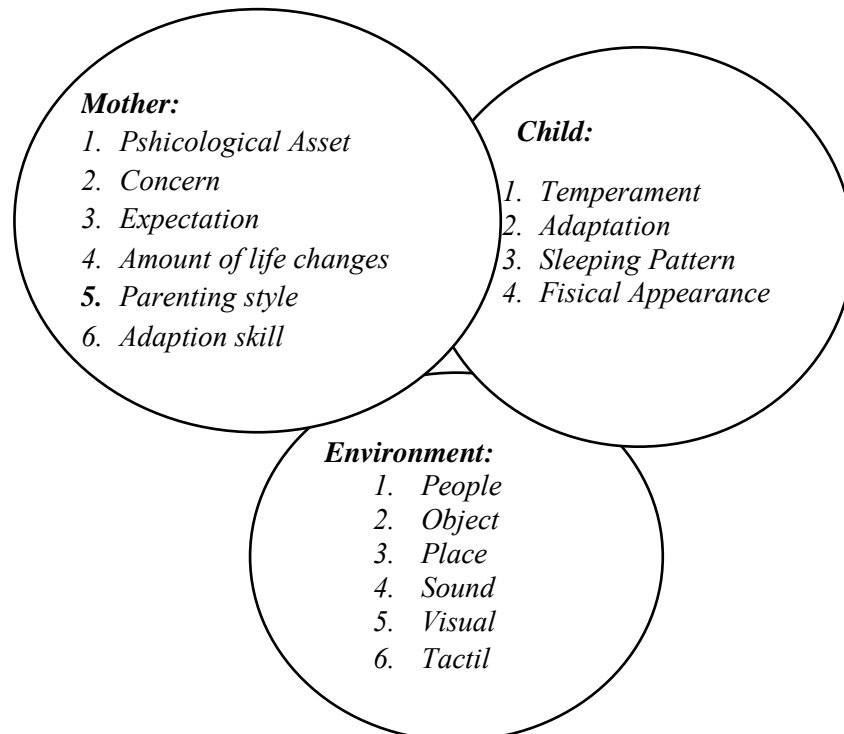 Mother:
1. Pshicological Asset
2. Concern
3. Expectation
4. Amount of life changes
5. Parenting style
6. Adaption skill
Child:
1. Temperament
2. Adaptation
3. Sleeping Pattern
4. Fisical Appearance
Environment:
1. People
2. Object
3. Place
4. Sound
5. Visual
6. Tactil